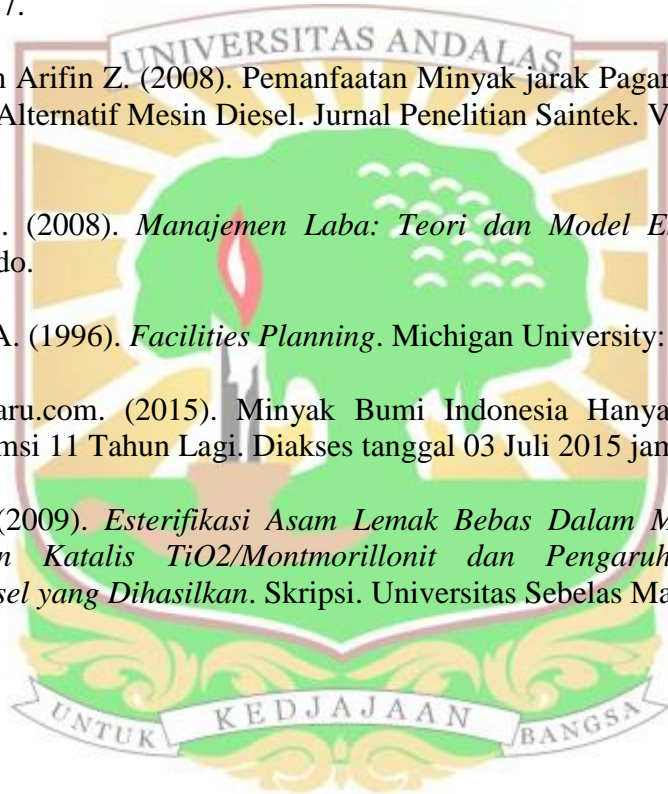 7.
UNIVERSITAS ANDALAS
Arifin Z. (2008). Pemanfaatan Minyak jarak Pagar
Alternatif Mesin Diesel. Jurnal Penelitian Saintek. V
. (2008). Manajemen Laba: Teori dan Model E
do.
A. (1996). Facilities Planning. Michigan University:
aru.com. (2015). Minyak Bumi Indonesia Hanya
msi 11 Tahun Lagi. Diakses tanggal 03 Juli 2015 jam
(2009). Esterifikasi Asam Lemak Bebas Dalam M
n Katalis TiO2/Montmorillonit dan Pengaruh
sel yang Dihasilkan. Skripsi. Universitas Sebelas Ma
UNTUK KEDJAJAAN BANGSA